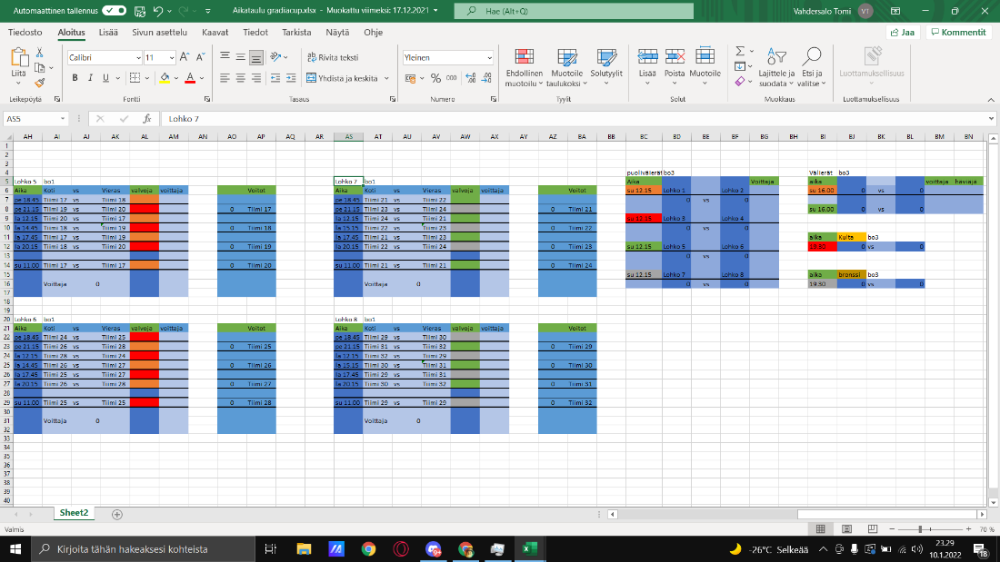 Automaattinen tallennus
Aikataulu gradiacup.xlsx - Muokattu viimeksi: 17.12.2021
Hae (Alt+Q)
Vahdersalo Tomi VT
Tiedosto Aloitus Lisää Sivun asettelu Kaavat Tiedot Tarkista Näytä Ohje Jaa Kommentit
Liitä
Calibri 11
B I U
Rivitä teksti
Yhdistä ja keskitä
Yleinen
% 000
Ehdollinen muotoilu
Muotoile taulukoksi
Solutyylit
Lisää Poista Muotoile
Lajittele ja suodata
Etsi ja valitse
Luottamuksellisuus
Leikepöytä Fontti Tasaus Numero Tyylit Solut Muokkaus Luottamuksellisuus
AS5 fx Lohko 7
AH AI AJ AK AL AM AN AO AP AQ AR AS AT AU AV AW AX AY AZ BA BB BC BD BE BF BG BH BI BJ BK BL BM BN
puolivälerät bo3 Välierät bo3
Lohko 5 bo1 Lohko 7 bo1 Aika Voittaja aika voittaja häviäjä
Aika Koti vs Vieras valvoja voittaja Voitot Aika Koti vs Vieras valvoja voittaja Voitot su 12.15 Lohko 1 Lohko 2 su 16.00 0 vs 0
pe 18.45 Tiimi 17 vs Tiimi 18 pe 18.45 Tiimi 21 vs Tiimi 22 0 vs 0
pe 21.15 Tiimi 19 vs Tiimi 20 0 Tiimi 17 pe 21.15 Tiimi 23 vs Tiimi 24 0 Tiimi 21 su 16.00 0 vs 0
la 12.15 Tiimi 20 vs Tiimi 17 la 12.15 Tiimi 24 vs Tiimi 21 su 12.15 Lohko 3 Lohko 4
la 14.45 Tiimi 18 vs Tiimi 19 0 Tiimi 18 la 15.15 Tiimi 22 vs Tiimi 23 0 Tiimi 22 0 vs 0
la 17.45 Tiimi 17 vs Tiimi 19 la 17.45 Tiimi 21 vs Tiimi 23 aika Kulta bo3
la 20.15 Tiimi 18 vs Tiimi 20 0 Tiimi 19 la 20.15 Tiimi 22 vs Tiimi 24 0 Tiimi 23 su 12.15 Lohko 5 Lohko 6 19.30 0 vs 0
0 vs 0
su 11.00 Tiimi 17 vs Tiimi 17 0 Tiimi 20 su 11.00 Tiimi 21 vs Tiimi 21 0 Tiimi 24
su 12.15 Lohko 7 Lohko 8 aika bronssi bo3
Voittaja 0 Voittaja 0 0 vs 0 19.30 0 vs 0
Lohko 6 bo1 Lohko 8 bo1
Aika Koti vs Vieras valvoja voittaja Voitot Aika Koti vs Vieras valvoja voittaja Voitot
pe 18.45 Tiimi 24 vs Tiimi 25 pe 18.45 Tiimi 29 vs Tiimi 30
pe 21.15 Tiimi 26 vs Tiimi 28 0 Tiimi 25 pe 21.15 Tiimi 31 vs Tiimi 32 0 Tiimi 29
la 12.15 Tiimi 28 vs Tiimi 24 la 12.15 Tiimi 32 vs Tiimi 29
la 14.45 Tiimi 26 vs Tiimi 27 0 Tiimi 26 la 15.15 Tiimi 30 vs Tiimi 31 0 Tiimi 30
la 17.45 Tiimi 25 vs Tiimi 27 la 17.45 Tiimi 29 vs Tiimi 31
la 20.15 Tiimi 26 vs Tiimi 28 0 Tiimi 27 la 20.15 Tiimi 30 vs Tiimi 32 0 Tiimi 31
su 11.00 Tiimi 25 vs Tiimi 25 0 Tiimi 28 su 11.00 Tiimi 29 vs Tiimi 29 0 Tiimi 32
Voittaja 0 Voittaja 0
Sheet2
Valmis 70 %
Kirjoita tähän hakeaksesi kohteista
-26°C Selkeää
23.29
10.1.2022
18